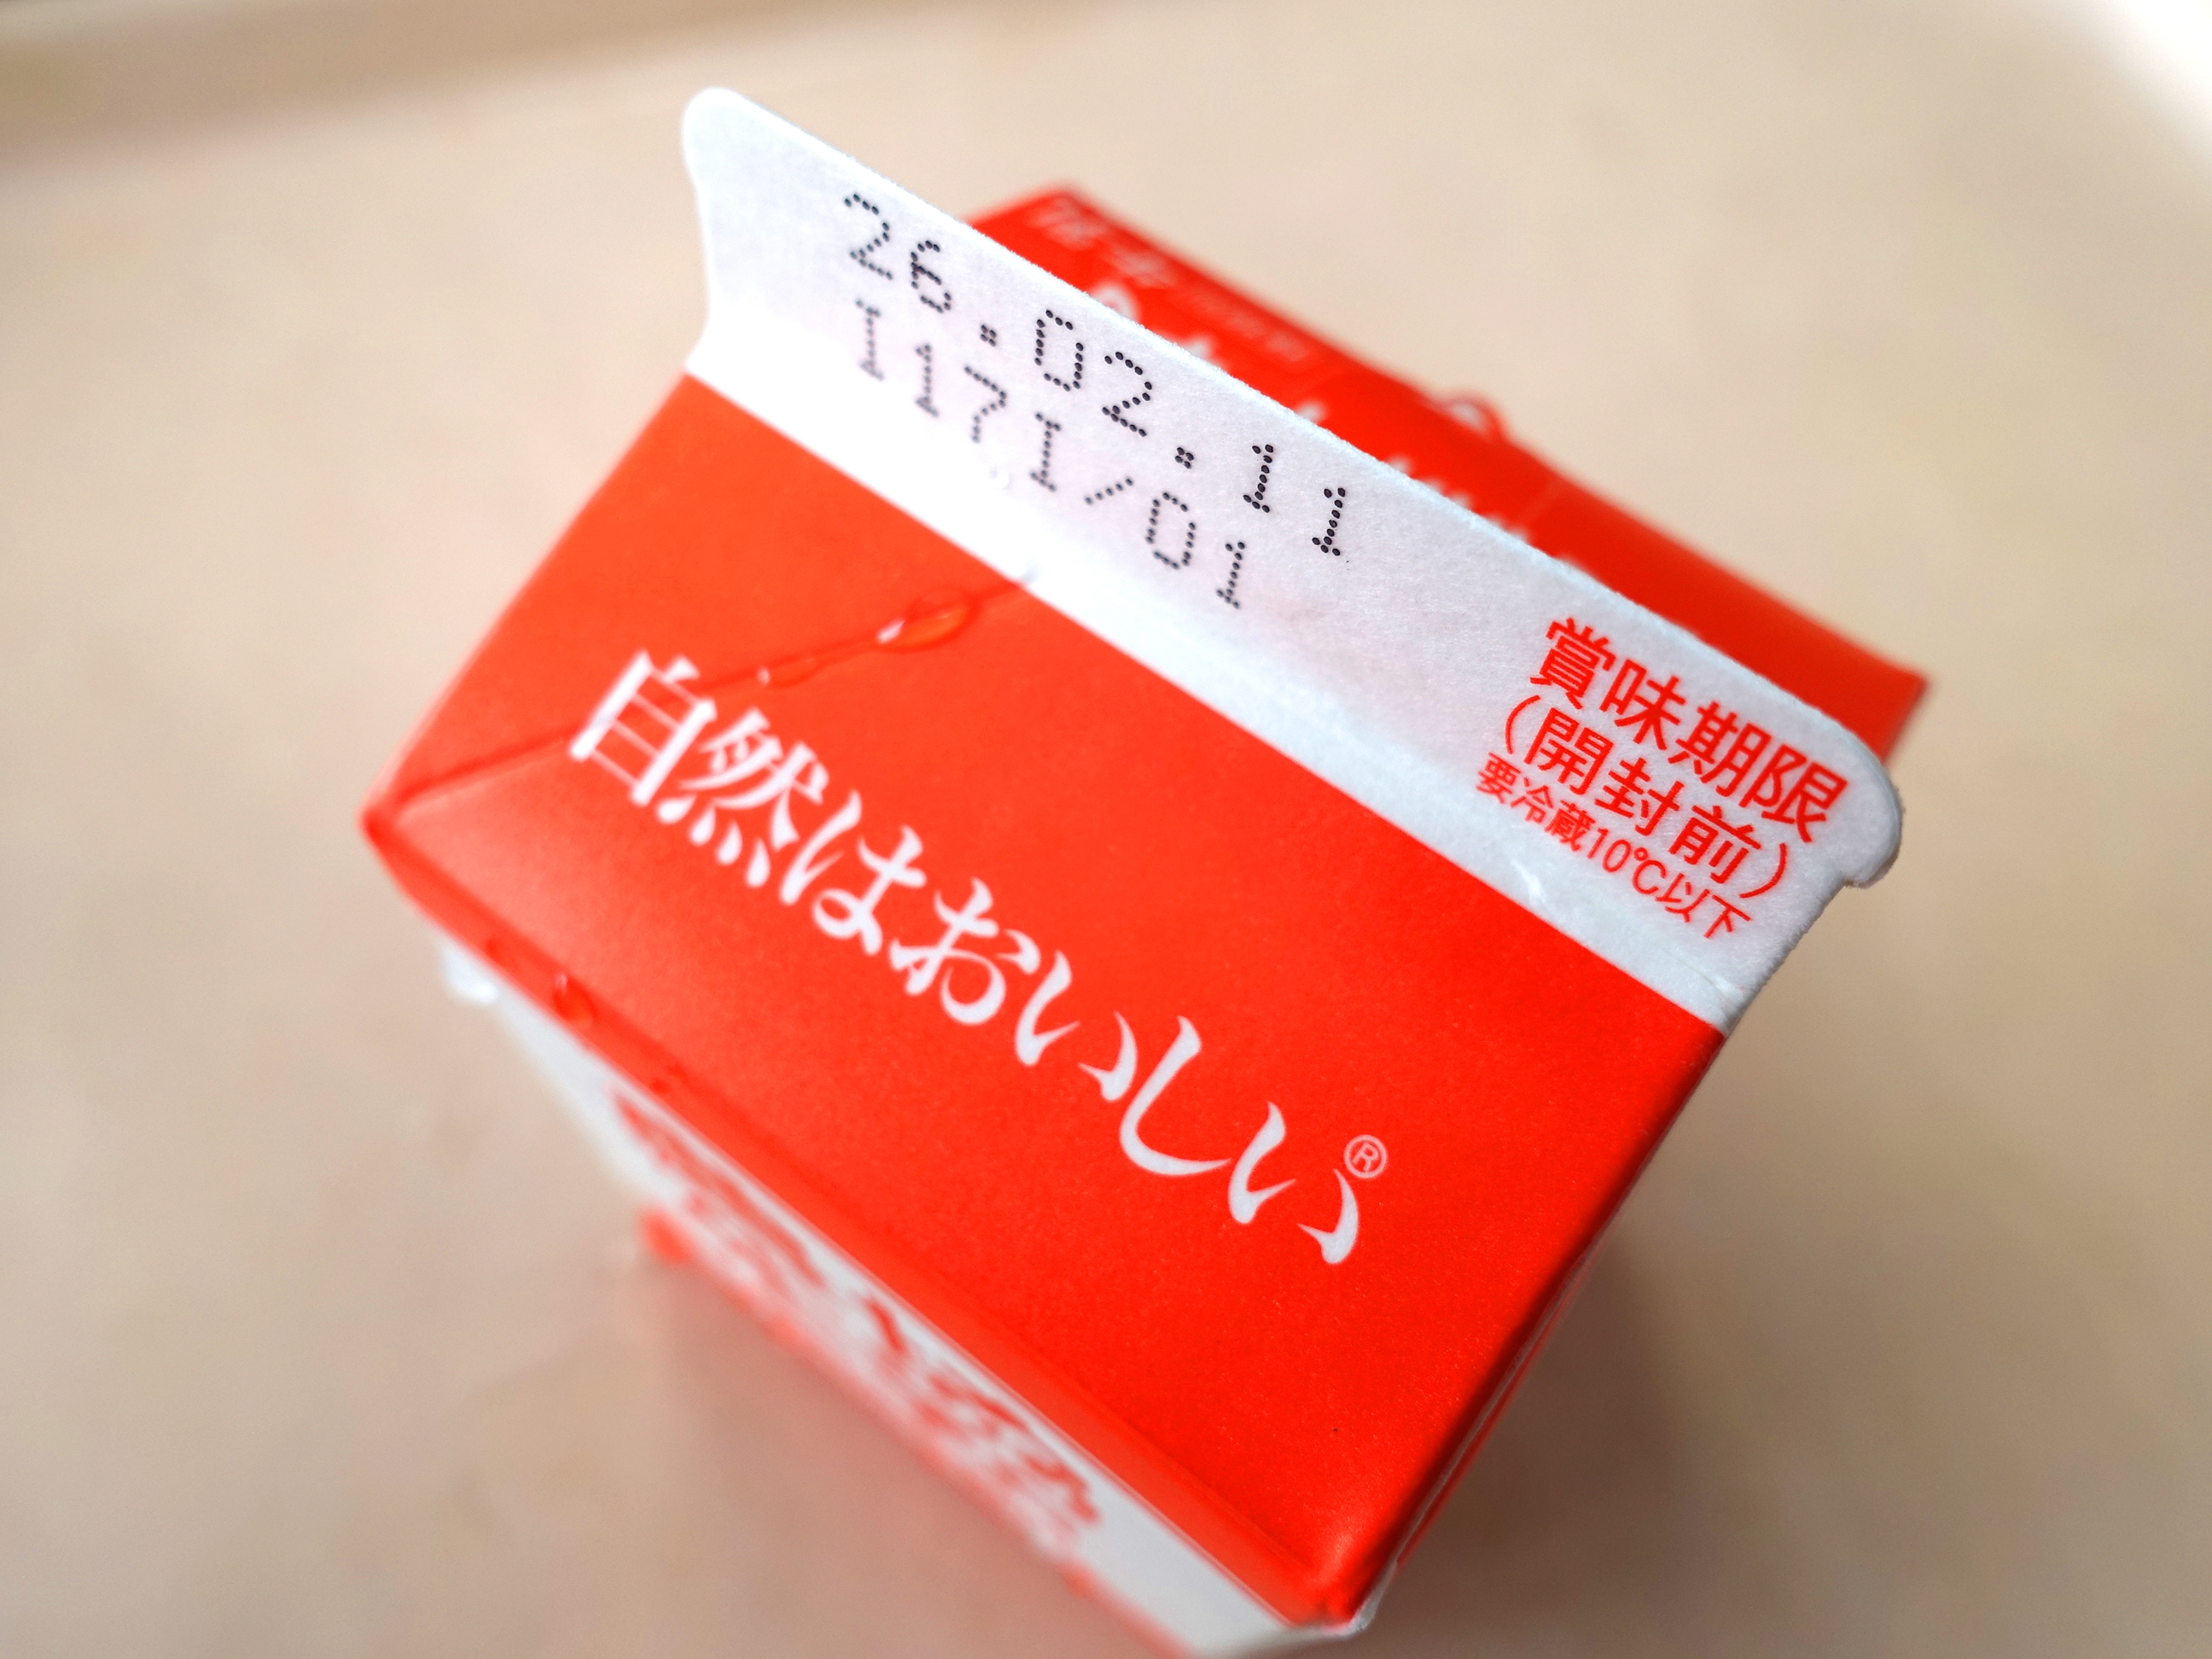 26.02.11
1171/01
賞味期限
(開封前)
要冷蔵10℃以下
自然はおいしい®